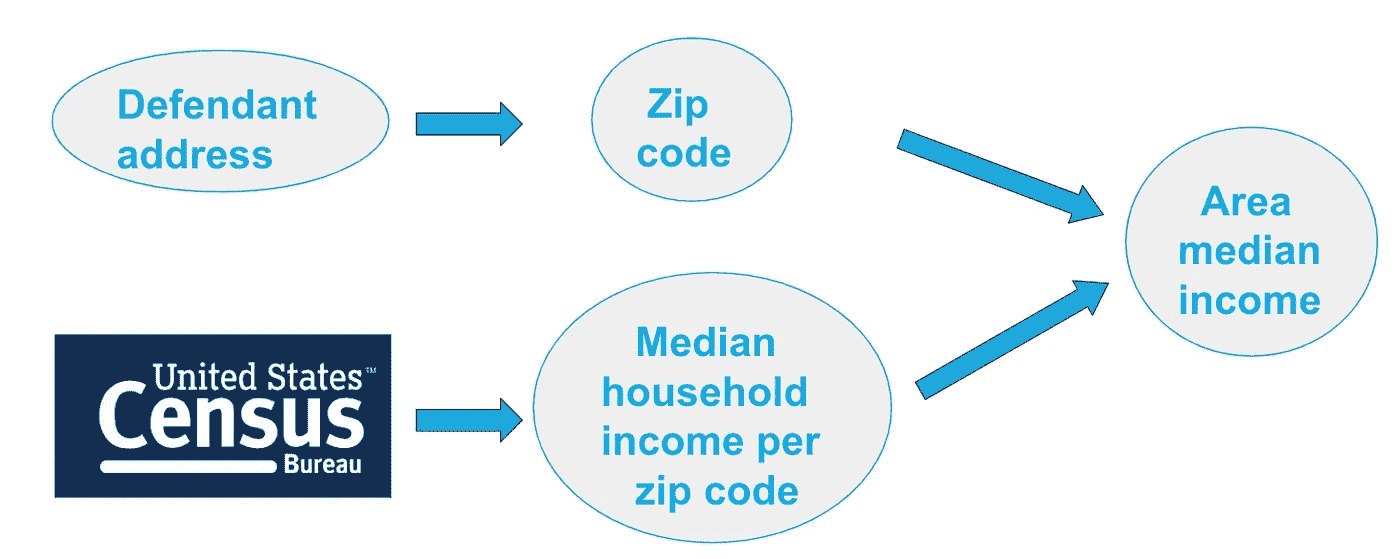 Defendant
address
Zip
code
Area
median
income
United States™
Census
Bureau
Median
household
income per
zip code